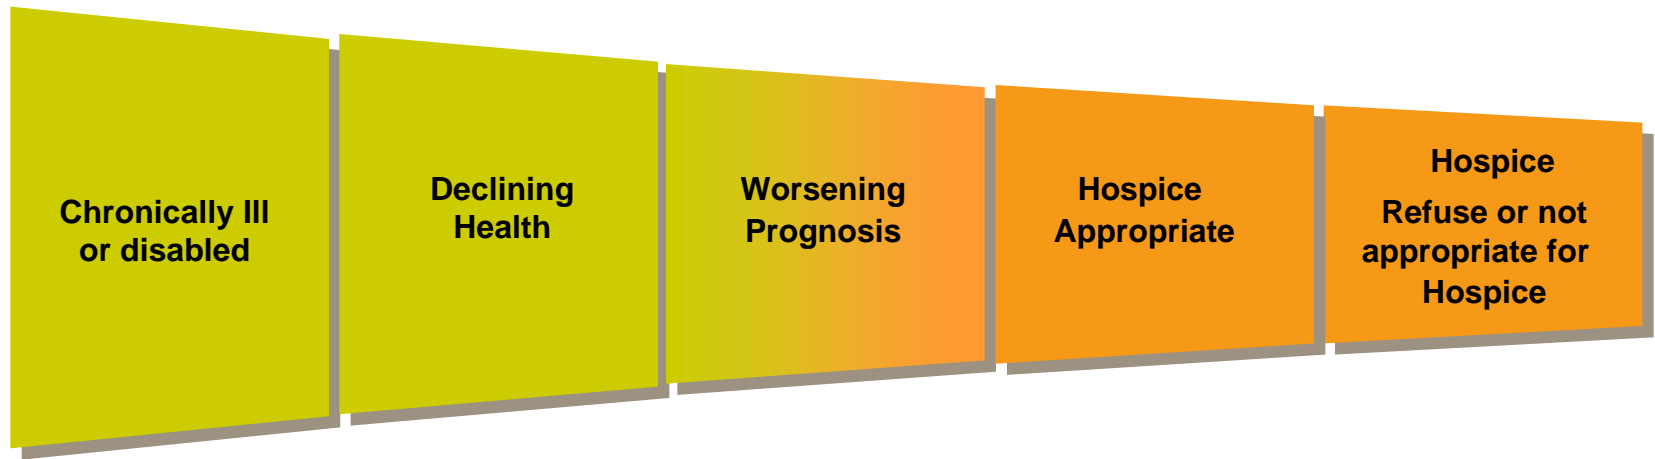 Chronically Ill
or disabled
Declining
Health
Worsening
Prognosis
Hospice
Appropriate
Hospice
Refuse or not
appropriate for
Hospice